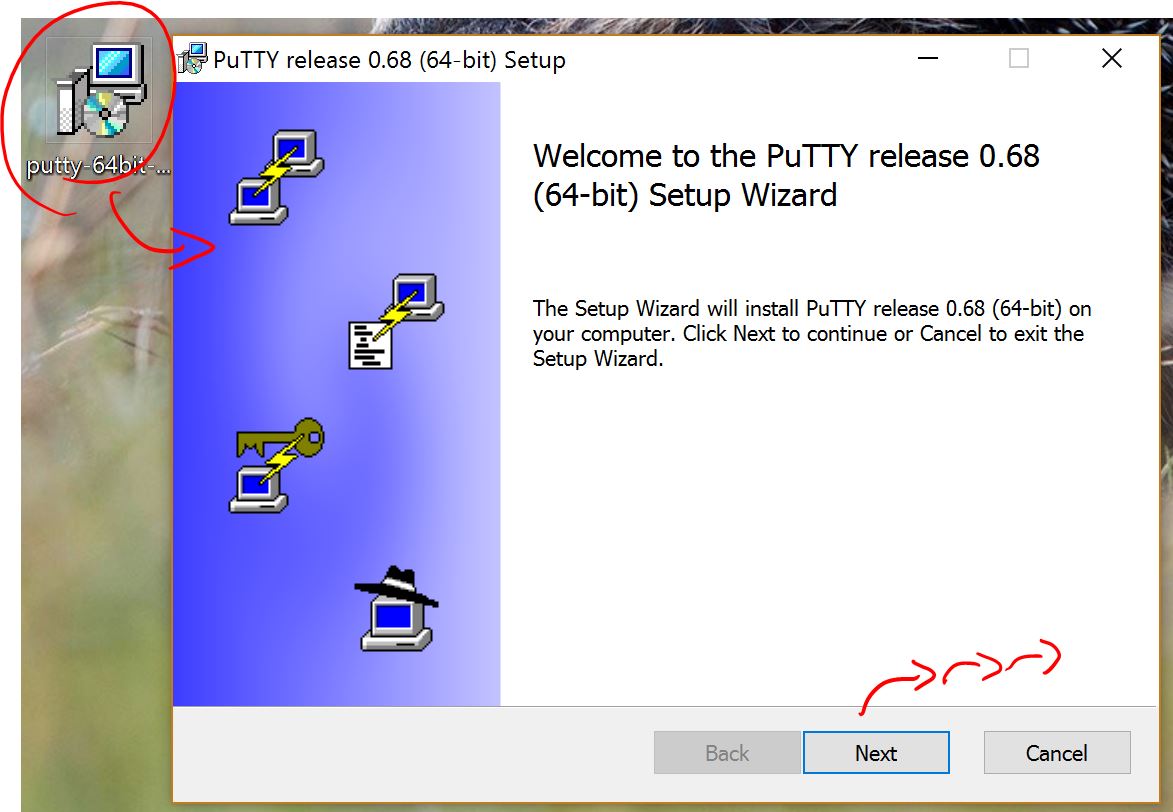 putty-64bit-...
PuTTY release 0.68 (64-bit) Setup
Welcome to the PuTTY release 0.68
(64-bit) Setup Wizard
The Setup Wizard will install PuTTY release 0.68 (64-bit) on
your computer. Click Next to continue or Cancel to exit the
Setup Wizard.
Back
Next
Cancel